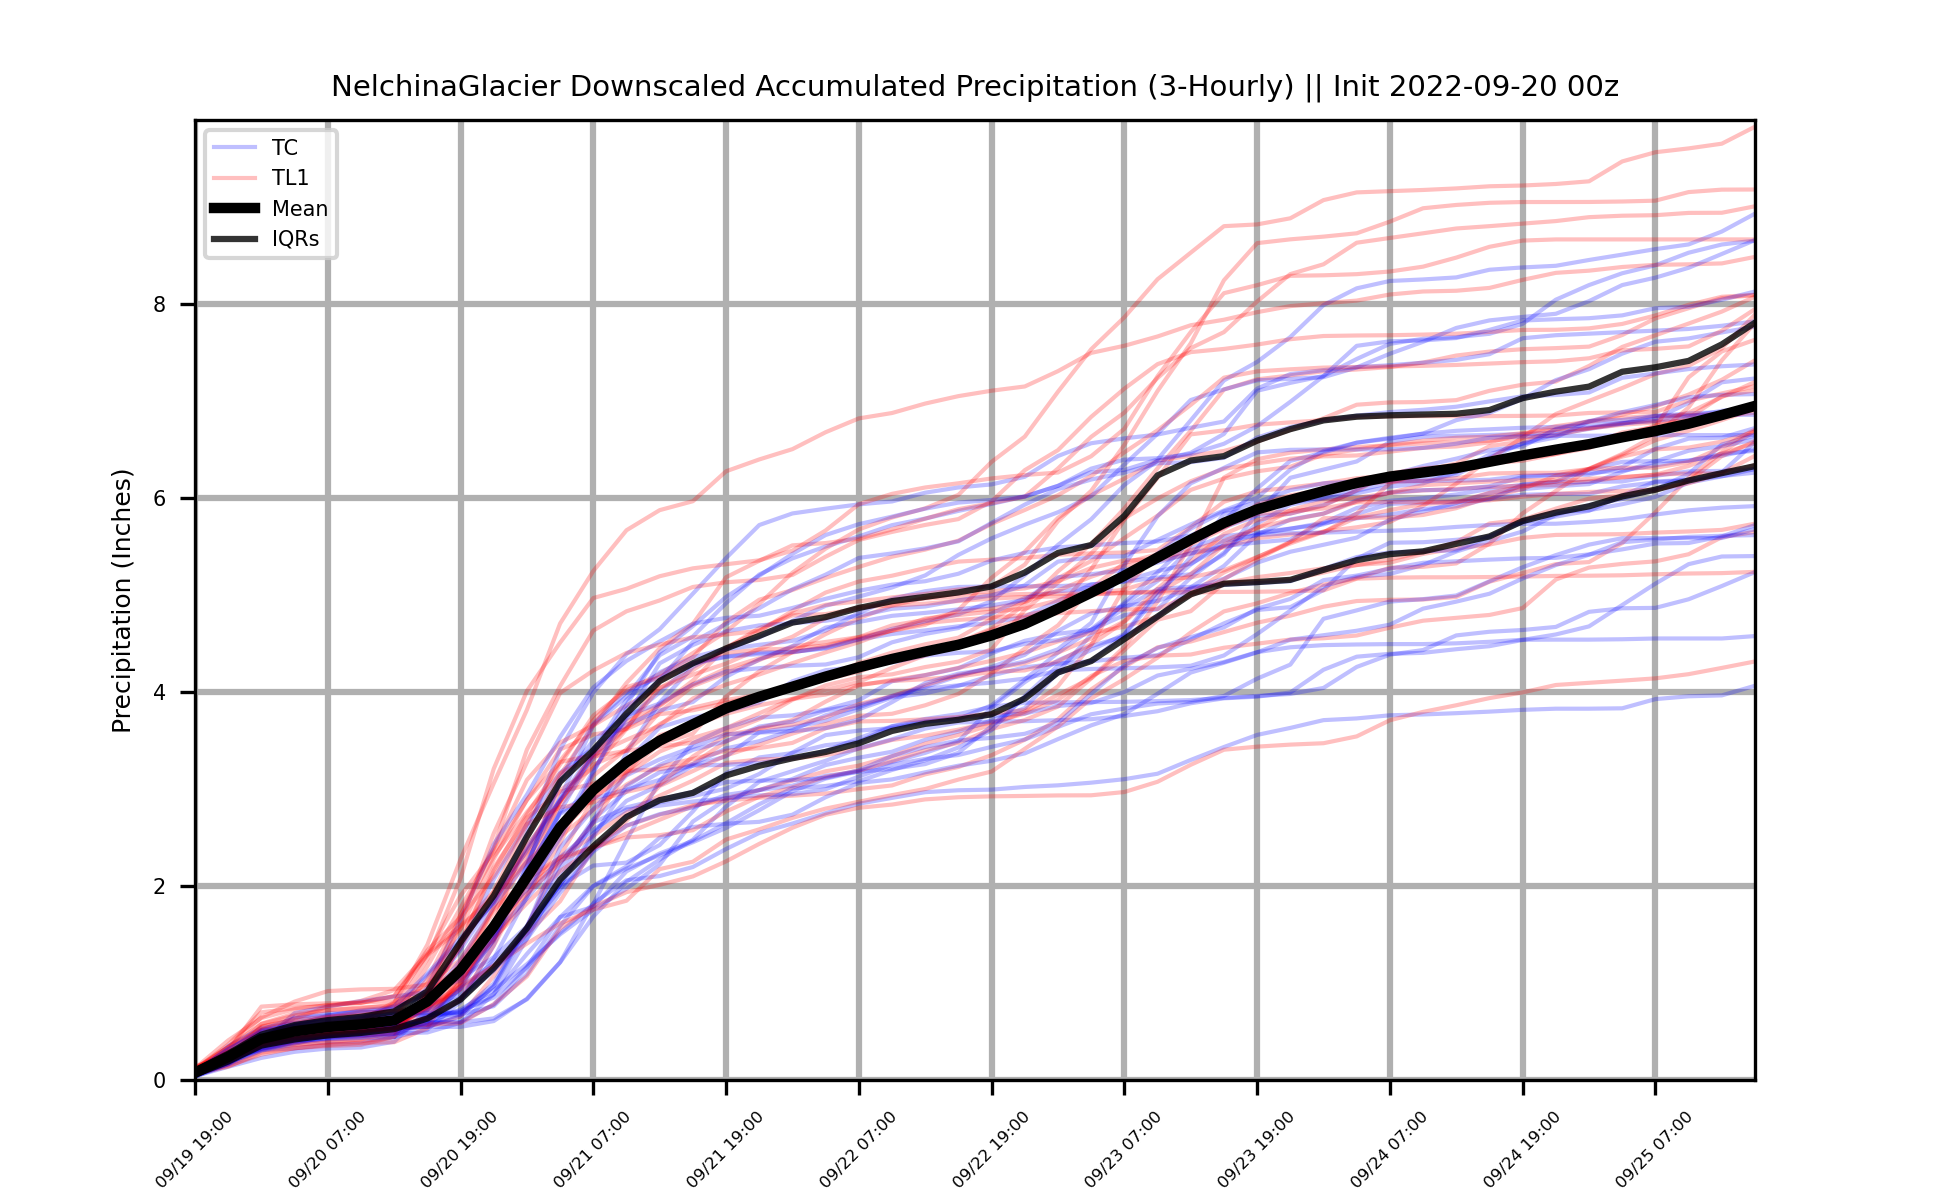 NelchinaGlacier Downscaled Accumulated Precipitation (3-Hourly) || Init 2022-09-20 00z
TC
TL1
Mean
IQRs
Precipitation (Inches)
8
6
4
2
0
09/19 19:00
09/20 07:00
09/20 19:00
09/21 07:00
09/21 19:00
09/22 07:00
09/22 19:00
09/23 07:00
09/23 19:00
09/24 07:00
09/24 19:00
09/25 07:00